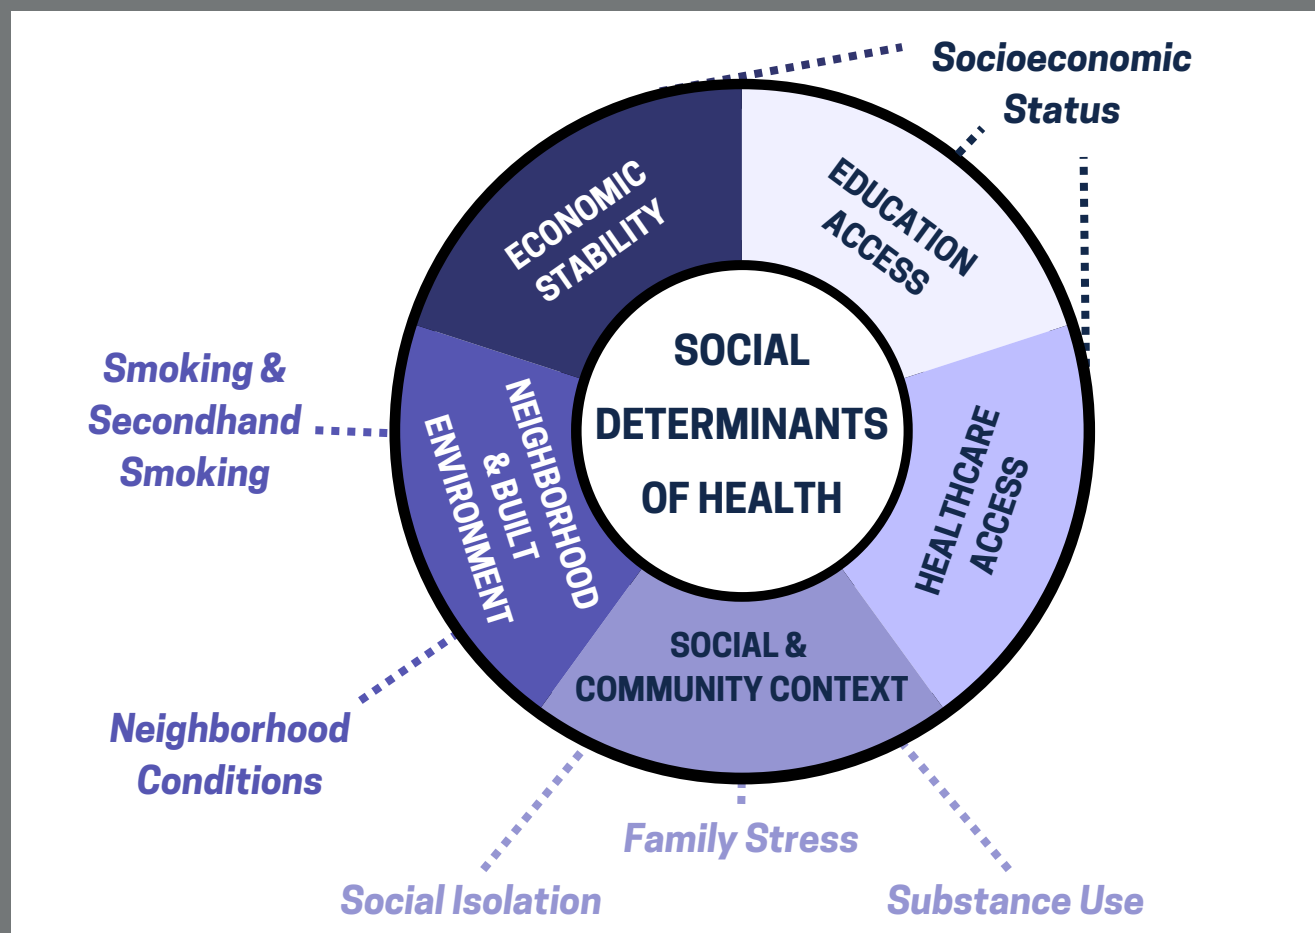 Socioeconomic
Status
ECONOMIC
STABILITY
EDUCATION
ACCESS
SOCIAL
DETERMINANTS
OF HEALTH
Smoking &
Secondhand
Smoking
NEIGHBORHOOD
& BUILT
ENVIRONMENT
HEALTHCARE
ACCESS
SOCIAL &
COMMUNITY CONTEXT
Neighborhood
Conditions
Family Stress
Social Isolation
Substance Use